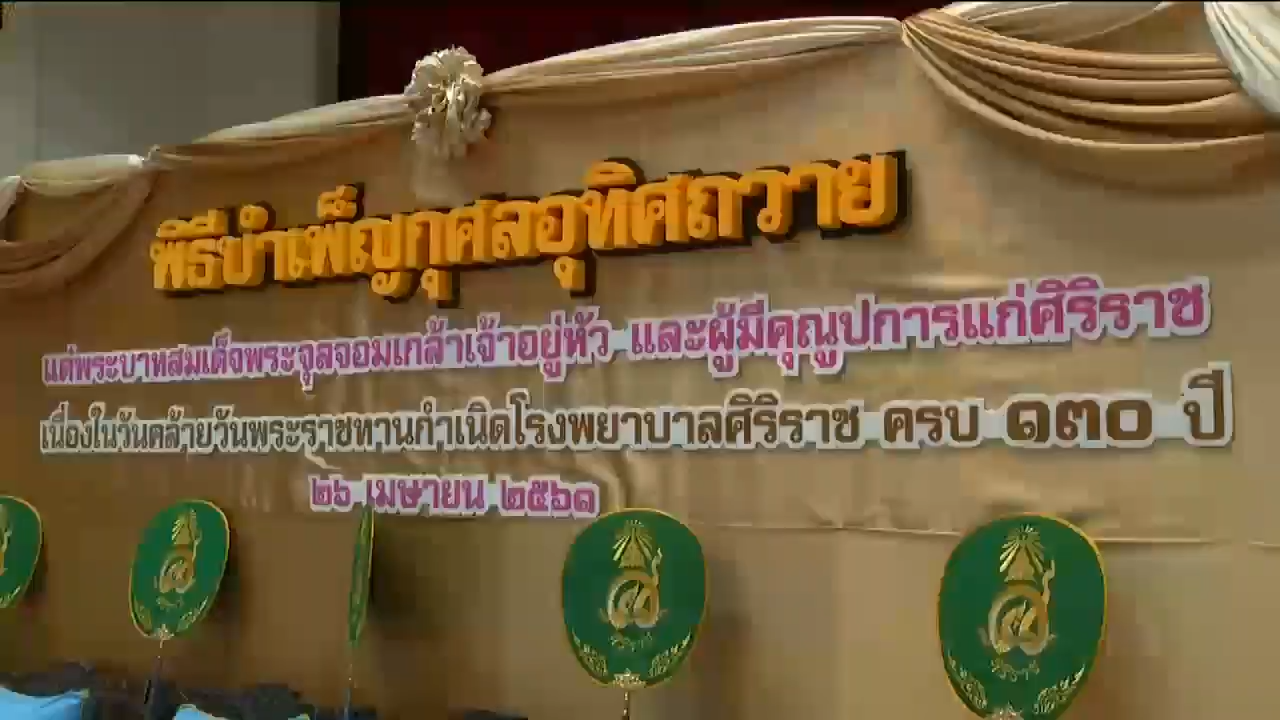 พิธีบำเพ็ญกุศลอุทิศถวาย
แด่พระบาทสมเด็จพระจุลจอมเกล้าเจ้าอยู่หัว และผู้มีคุณูปการแก่ศิริราช
เนื่องในวันคล้ายวันพระราชทานกำเนิดโรงพยาบาลศิริราช ครบ ๑๓๐ ปี
๒๖ เมษายน ๒๕๖๑